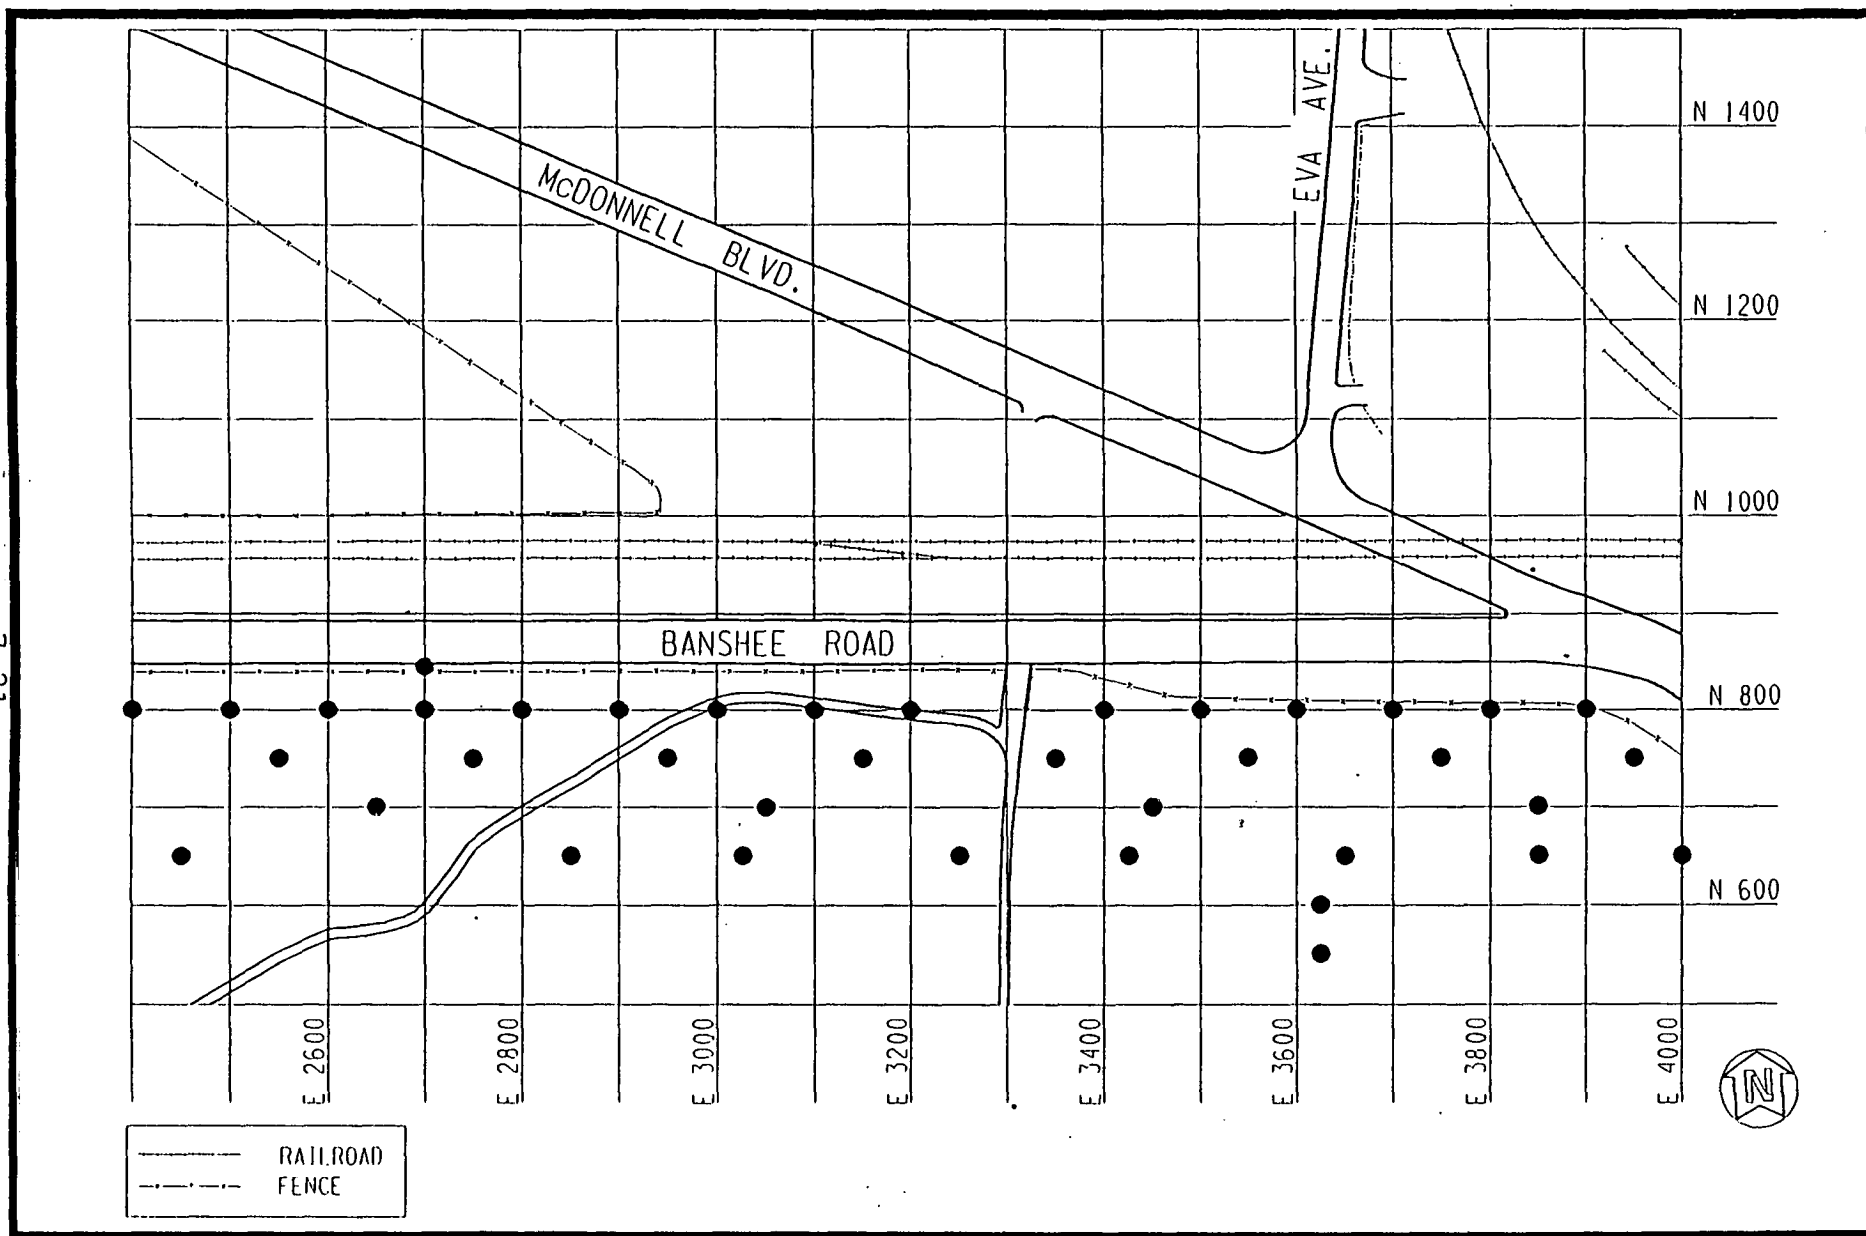 McDONNELL BLVD.
EVA AVE.
N 1400
N 1200
N 1000
BANSHEE ROAD
N 800
N 600
E 2600
E 2800
E 3000
E 3200
E 3400
E 3600
E 3800
E 4000
N
RAILROAD
FENCE